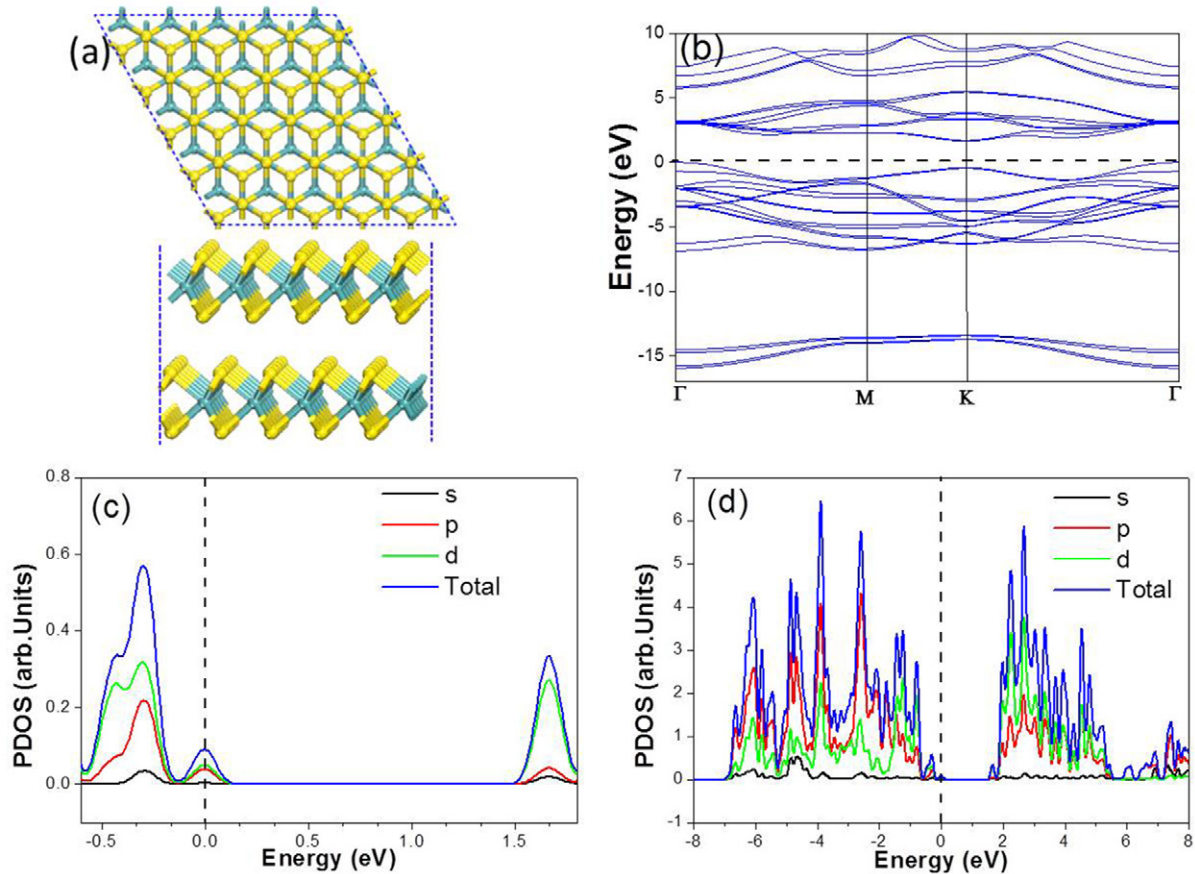 (a)
(b)
10
5
0
-5
-10
-15
Energy (eV)
Γ
M
K
Γ
(c)
0.8
0.6
0.4
0.2
0.0
PDOS (arb.Units)
s
p
d
Total
-0.5
0.0
0.5
1.0
1.5
Energy (eV)
(d)
7
6
5
4
3
2
1
0
-1
PDOS (arb.Units)
s
p
d
Total
-8
-6
-4
-2
0
2
4
6
8
Energy (eV)